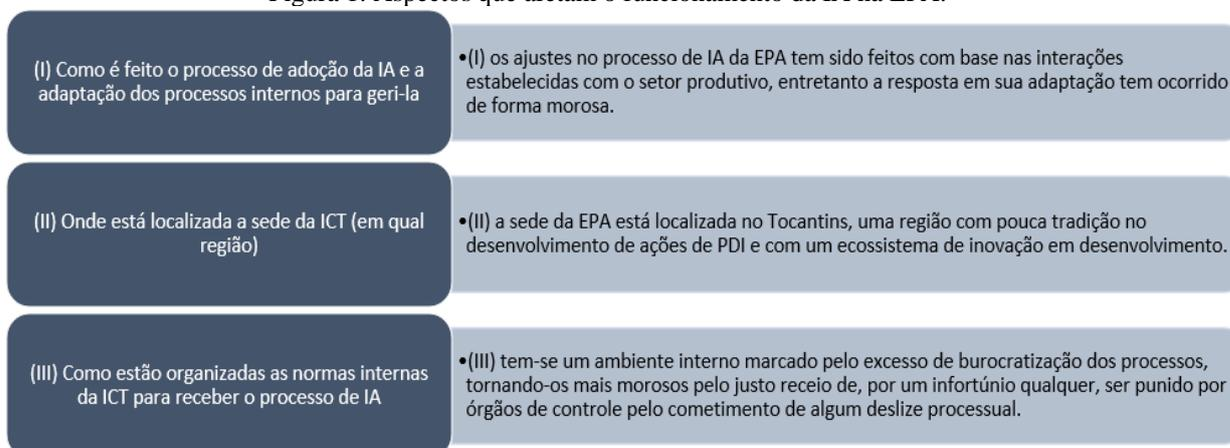 (I) Como é feito o processo de adoção da IA e a
adaptação dos processos internos para geri-la
•(I) os ajustes no processo de IA da EPA tem sido feitos com base nas interações
estabelecidas com o setor produtivo, entretanto a resposta em sua adaptação tem ocorrido
de forma morosa.
(II) Onde está localizada a sede da ICT (em qual
região)
•(II) a sede da EPA está localizada no Tocantins, uma região com pouca tradição no
desenvolvimento de ações de PDI e com um ecossistema de inovação em desenvolvimento.
(III) Como estão organizadas as normas internas
da ICT para receber o processo de IA
•(III) tem-se um ambiente interno marcado pelo excesso de burocratização dos processos,
tornando-os mais morosos pelo justo receio de, por um infortúnio qualquer, ser punido por
órgãos de controle pelo cometimento de algum deslize processual.